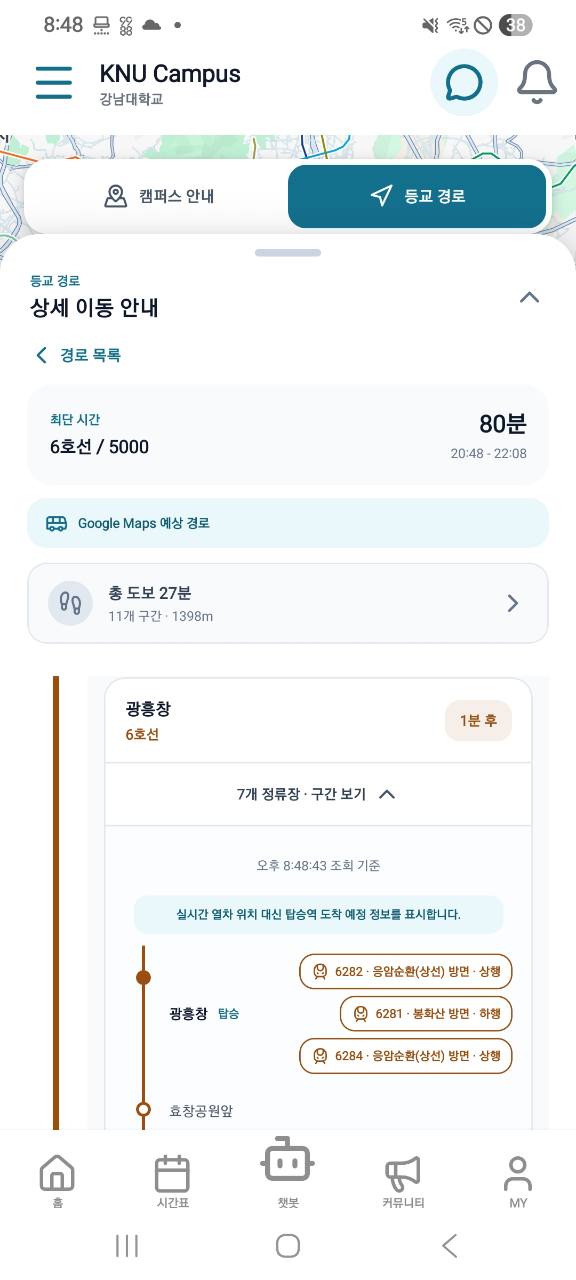 8:48
38
KNU Campus
강남대학교
캠퍼스 안내
등교 경로
등교 경로
상세 이동 안내
경로 목록
최단 시간
80분
6호선 / 5000
20:48 - 22:08
Google Maps 예상 경로
총 도보 27분
11개 구간 · 1398m
광흥창
6호선
1분 후
7개 정류장 · 구간 보기
오후 8:48:43 조회 기준
실시간 열차 위치 대신 탑승역 도착 예정 정보를 표시합니다.
6282 · 응암순환(상선) 방면 · 상행
광흥창 탑승
6281 · 봉화산 방면 · 하행
6284 · 응암순환(상선) 방면 · 상행
효창공원앞
홈
시간표
챗봇
커뮤니티
MY